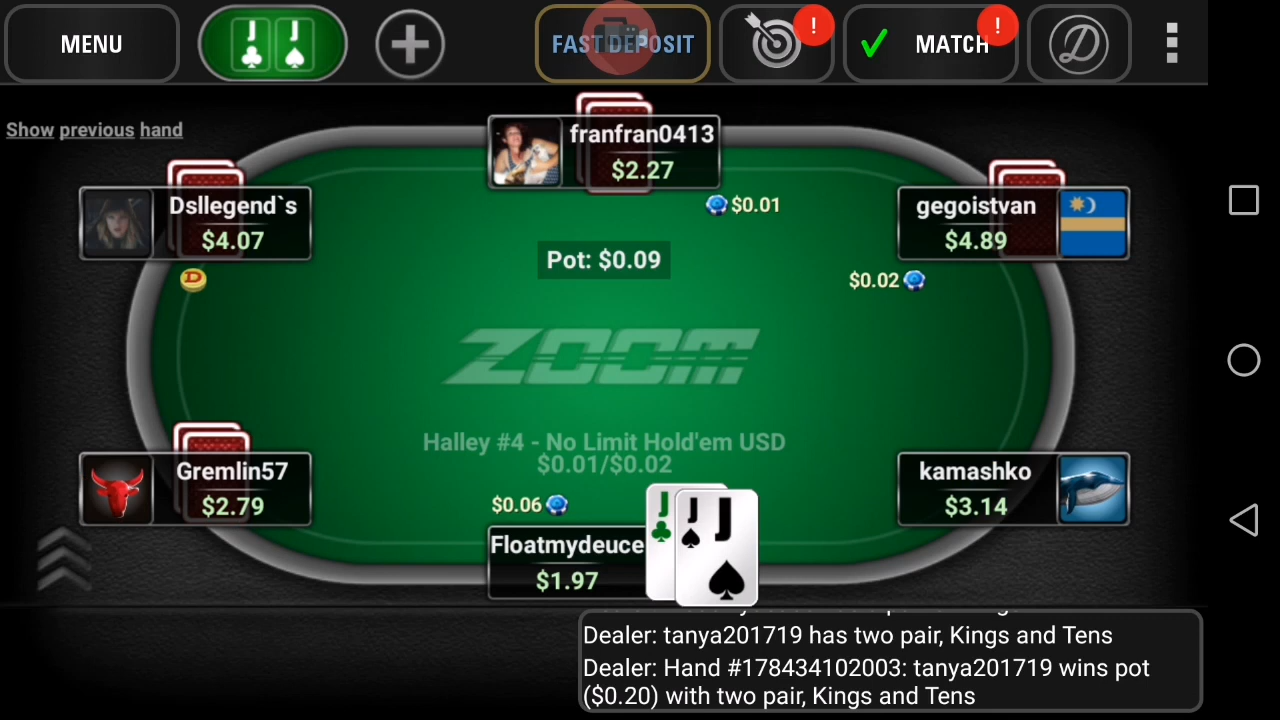 MENU
J J
FAST DEPOSIT
!
MATCH
!
D
Show previous hand
franfran0413
$2.27
Dsllegend`s
$4.07
gegoistvan
$4.89
$0.01
Pot: $0.09
D
$0.02
ZOOM
Halley #4 - No Limit Hold'em USD
$0.01/$0.02
Gremlin57
$2.79
kamashko
$3.14
$0.06
J J J
Floatmydeuce
$1.97
Dealer: tanya201719 has two pair, Kings and Tens
Dealer: Hand #178434102003: tanya201719 wins pot
($0.20) with two pair, Kings and Tens